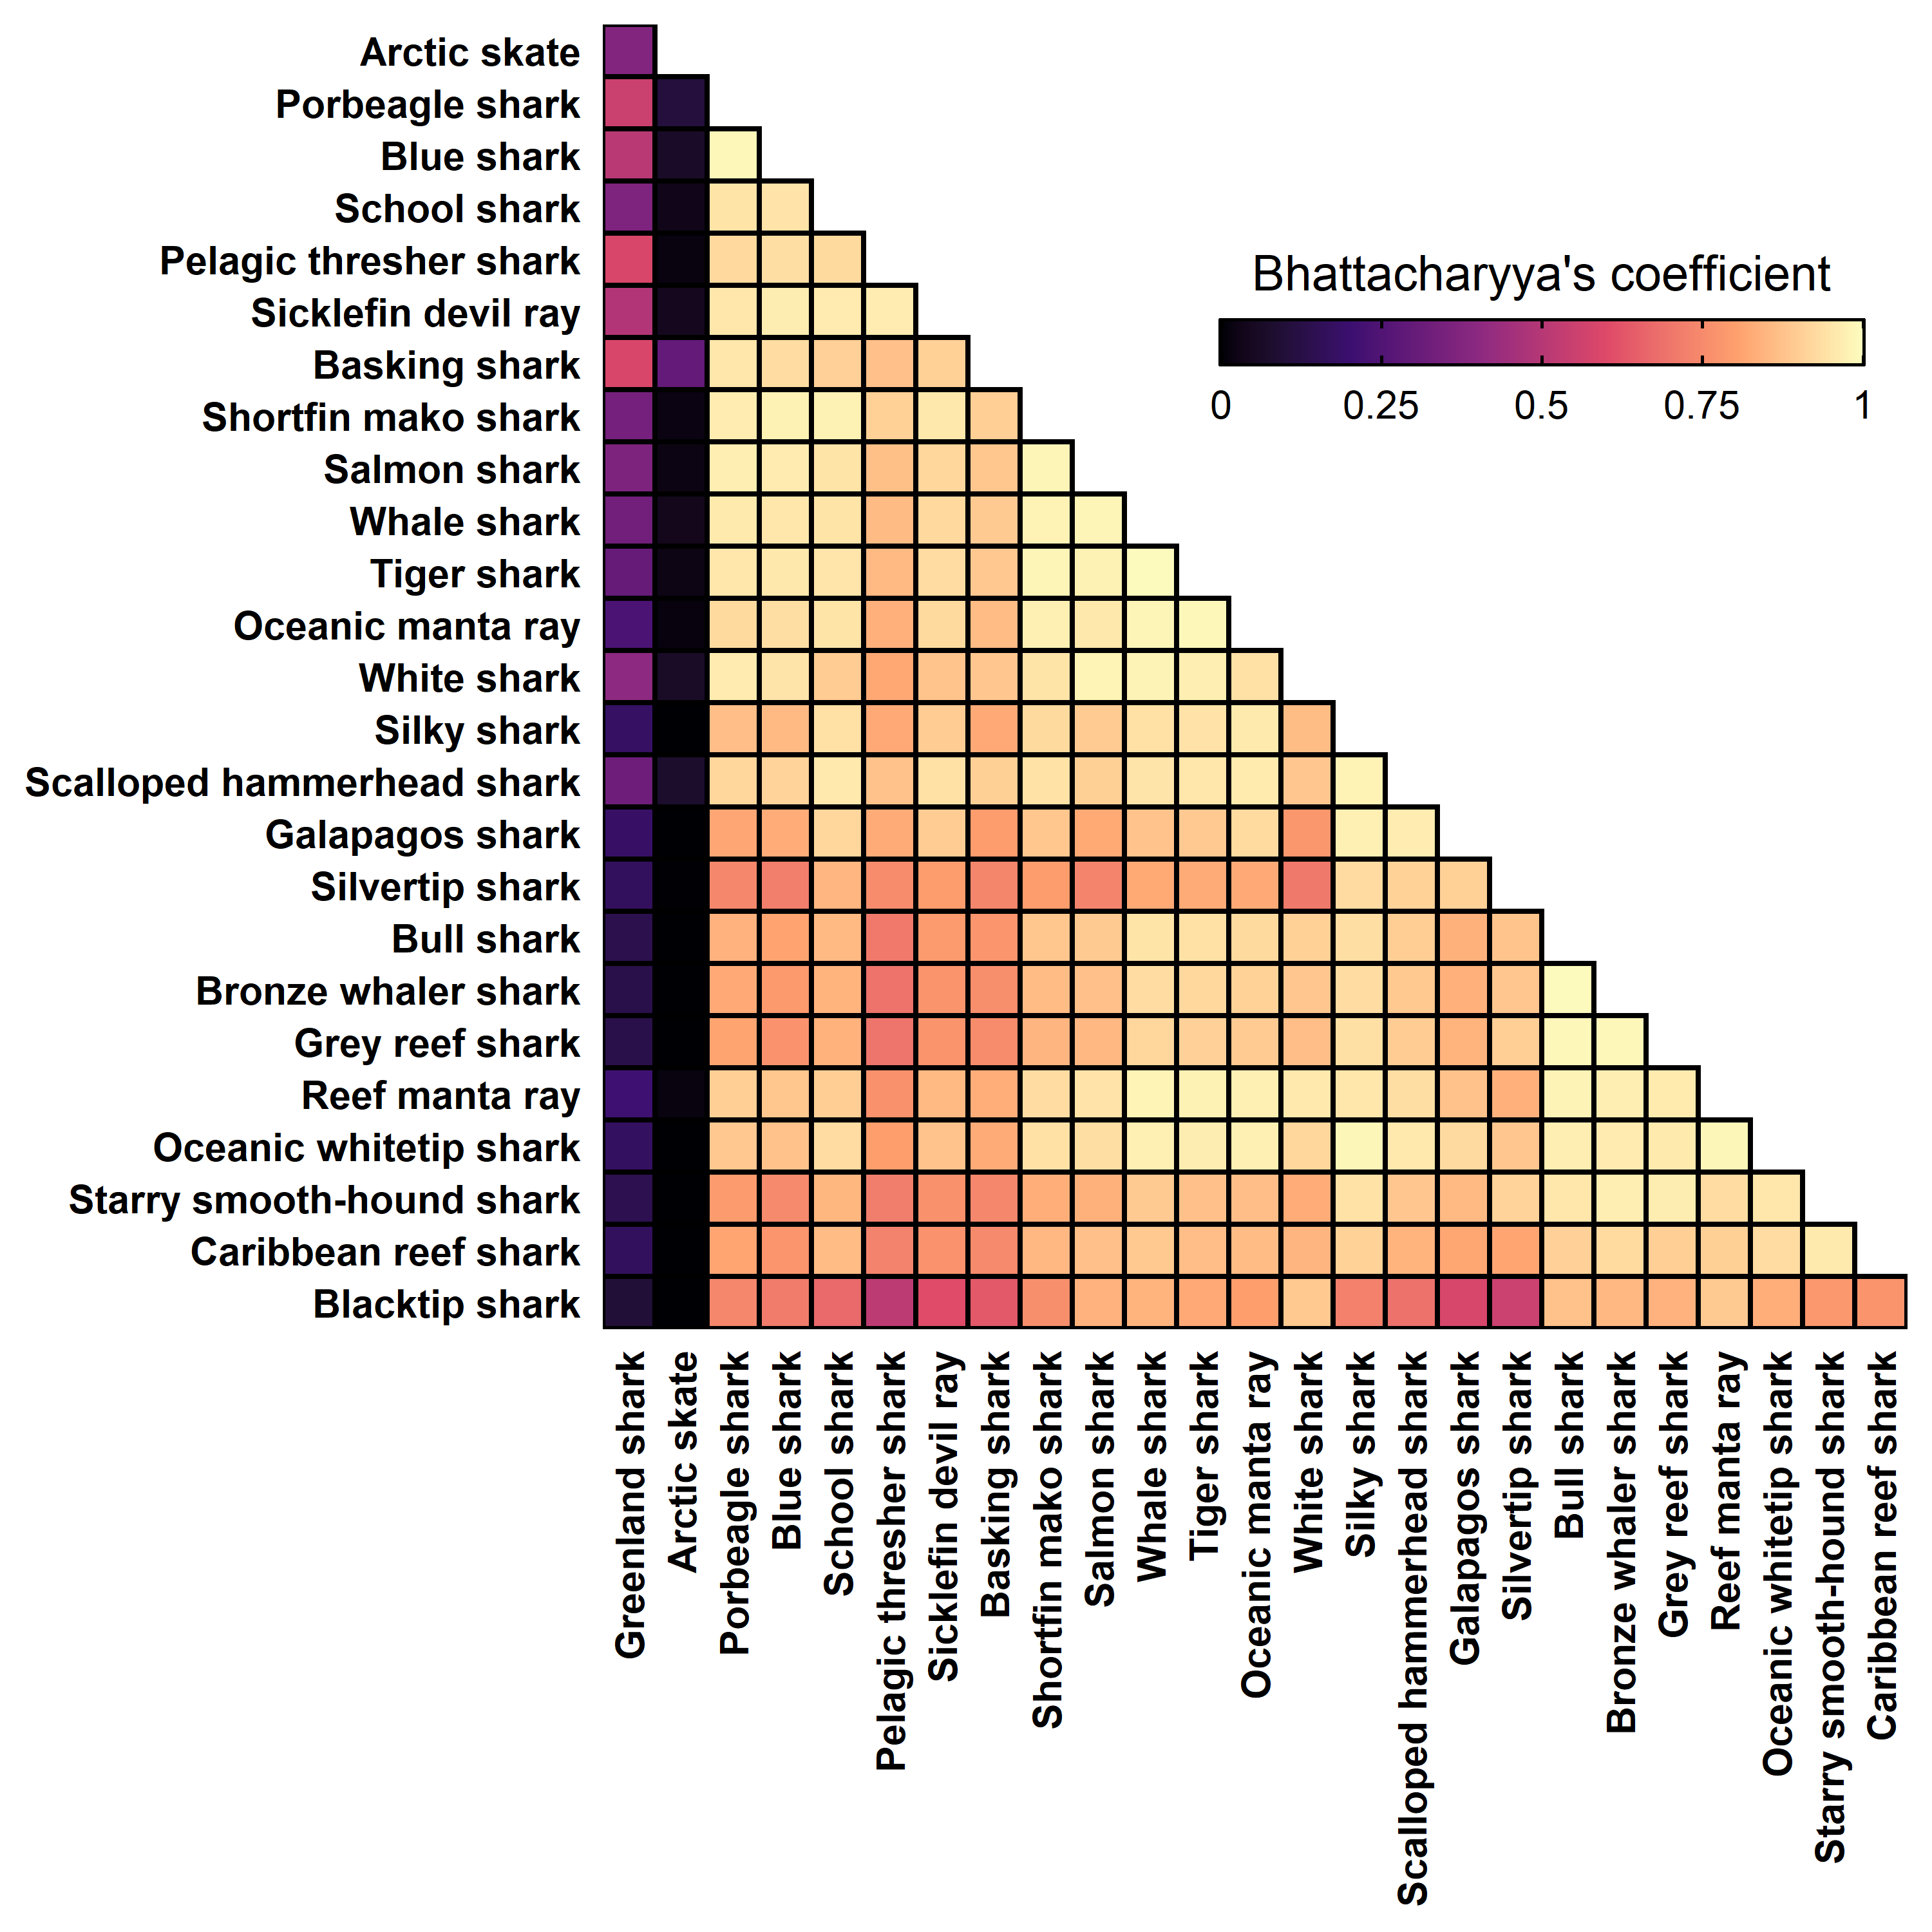 Arctic skate
Porbeagle shark
Blue shark
School shark
Pelagic thresher shark
Sicklefin devil ray
Basking shark
Shortfin mako shark
Salmon shark
Whale shark
Tiger shark
Oceanic manta ray
White shark
Silky shark
Scalloped hammerhead shark
Galapagos shark
Silvertip shark
Bull shark
Bronze whaler shark
Grey reef shark
Reef manta ray
Oceanic whitetip shark
Starry smooth-hound shark
Caribbean reef shark
Blacktip shark
Bhattacharyya's coefficient
0 0.25 0.5 0.75 1
Greenland shark
Arctic skate
Porbeagle shark
Blue shark
School shark
Pelagic thresher shark
Sicklefin devil ray
Basking shark
Shortfin mako shark
Salmon shark
Whale shark
Tiger shark
Oceanic manta ray
White shark
Silky shark
Scalloped hammerhead shark
Galapagos shark
Silvertip shark
Bull shark
Bronze whaler shark
Grey reef shark
Reef manta ray
Oceanic whitetip shark
Starry smooth-hound shark
Caribbean reef shark